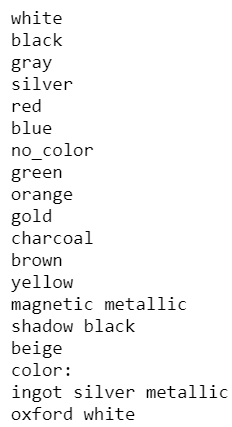 white
black
gray
silver
red
blue
no_color
green
orange
gold
charcoal
brown
yellow
magnetic metallic
shadow black
beige
color:
ingot silver metallic
oxford white